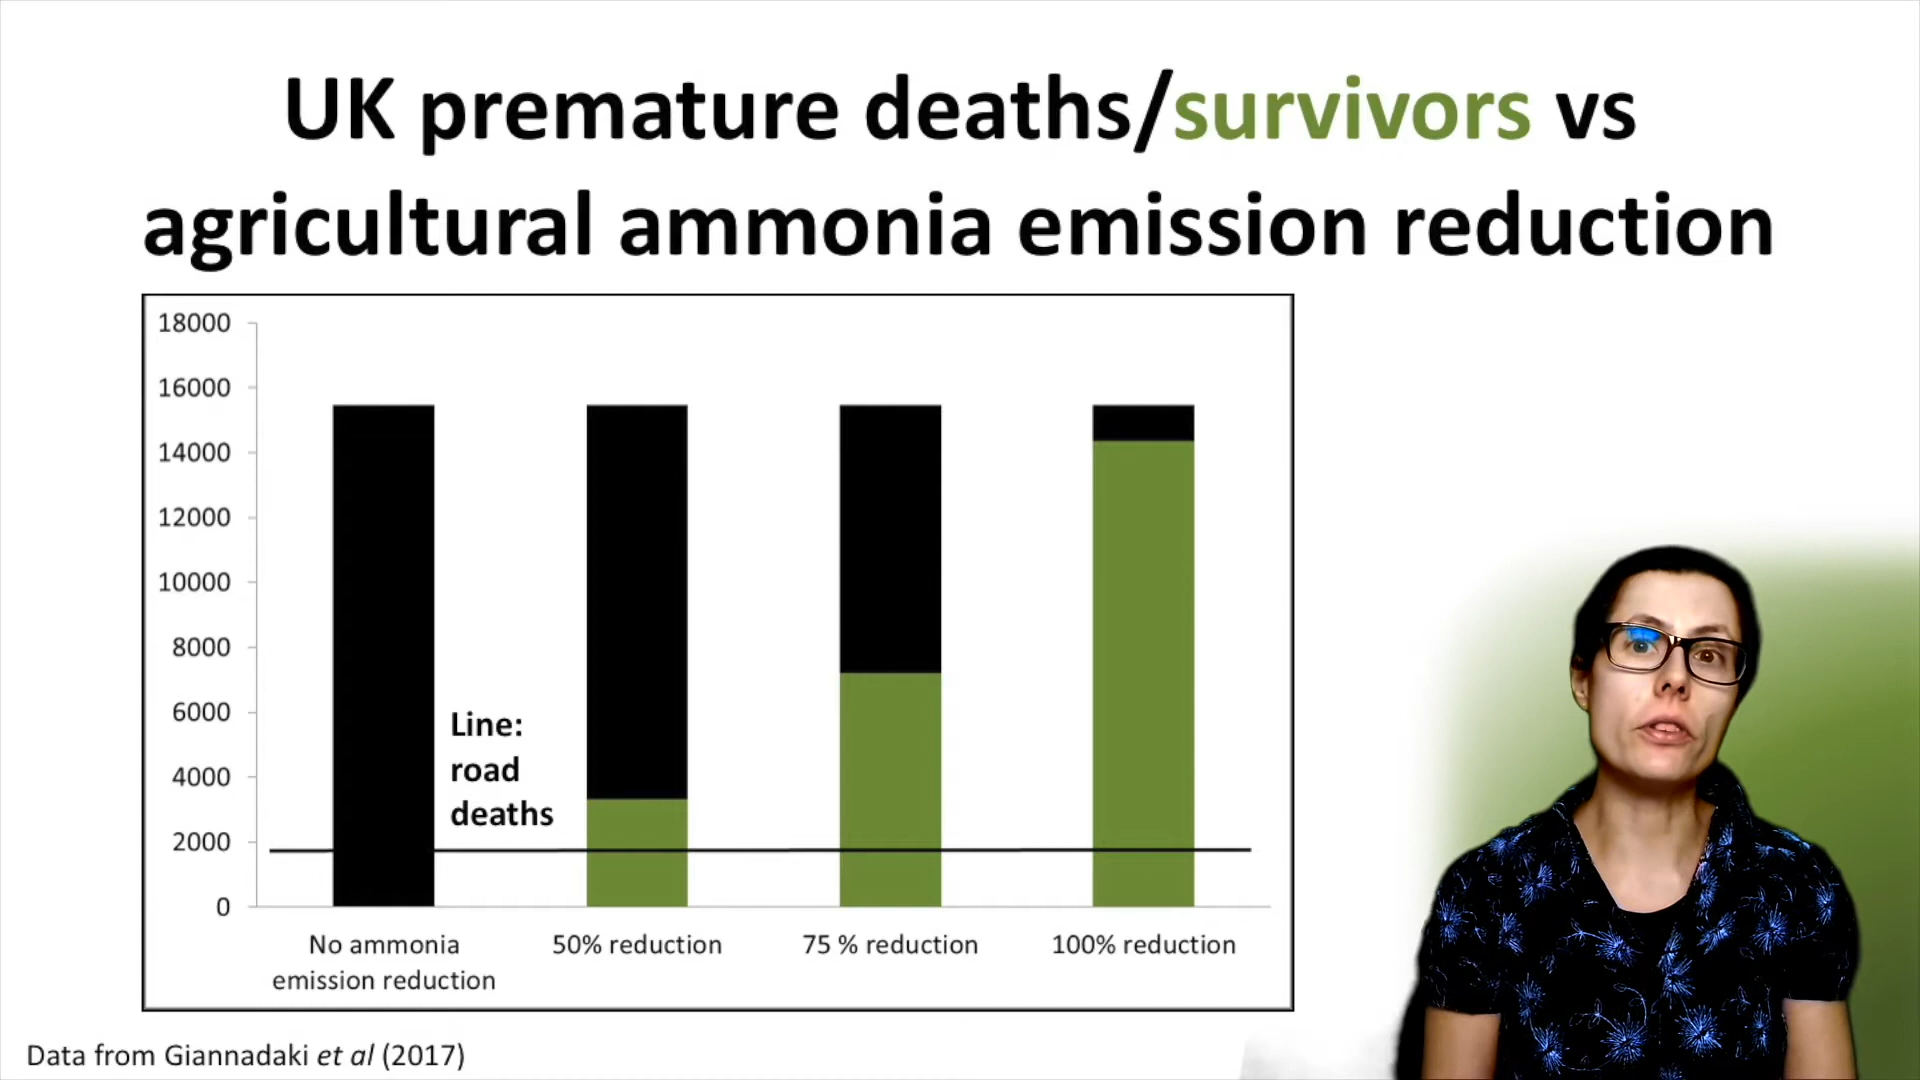 UK premature deaths/survivors vs
agricultural ammonia emission reduction
18000
16000
14000
12000
10000
8000
6000
4000
2000
0
Line:
road
deaths
No ammonia
emission reduction
50% reduction
75 % reduction
100% reduction
Data from Giannadaki et al (2017)